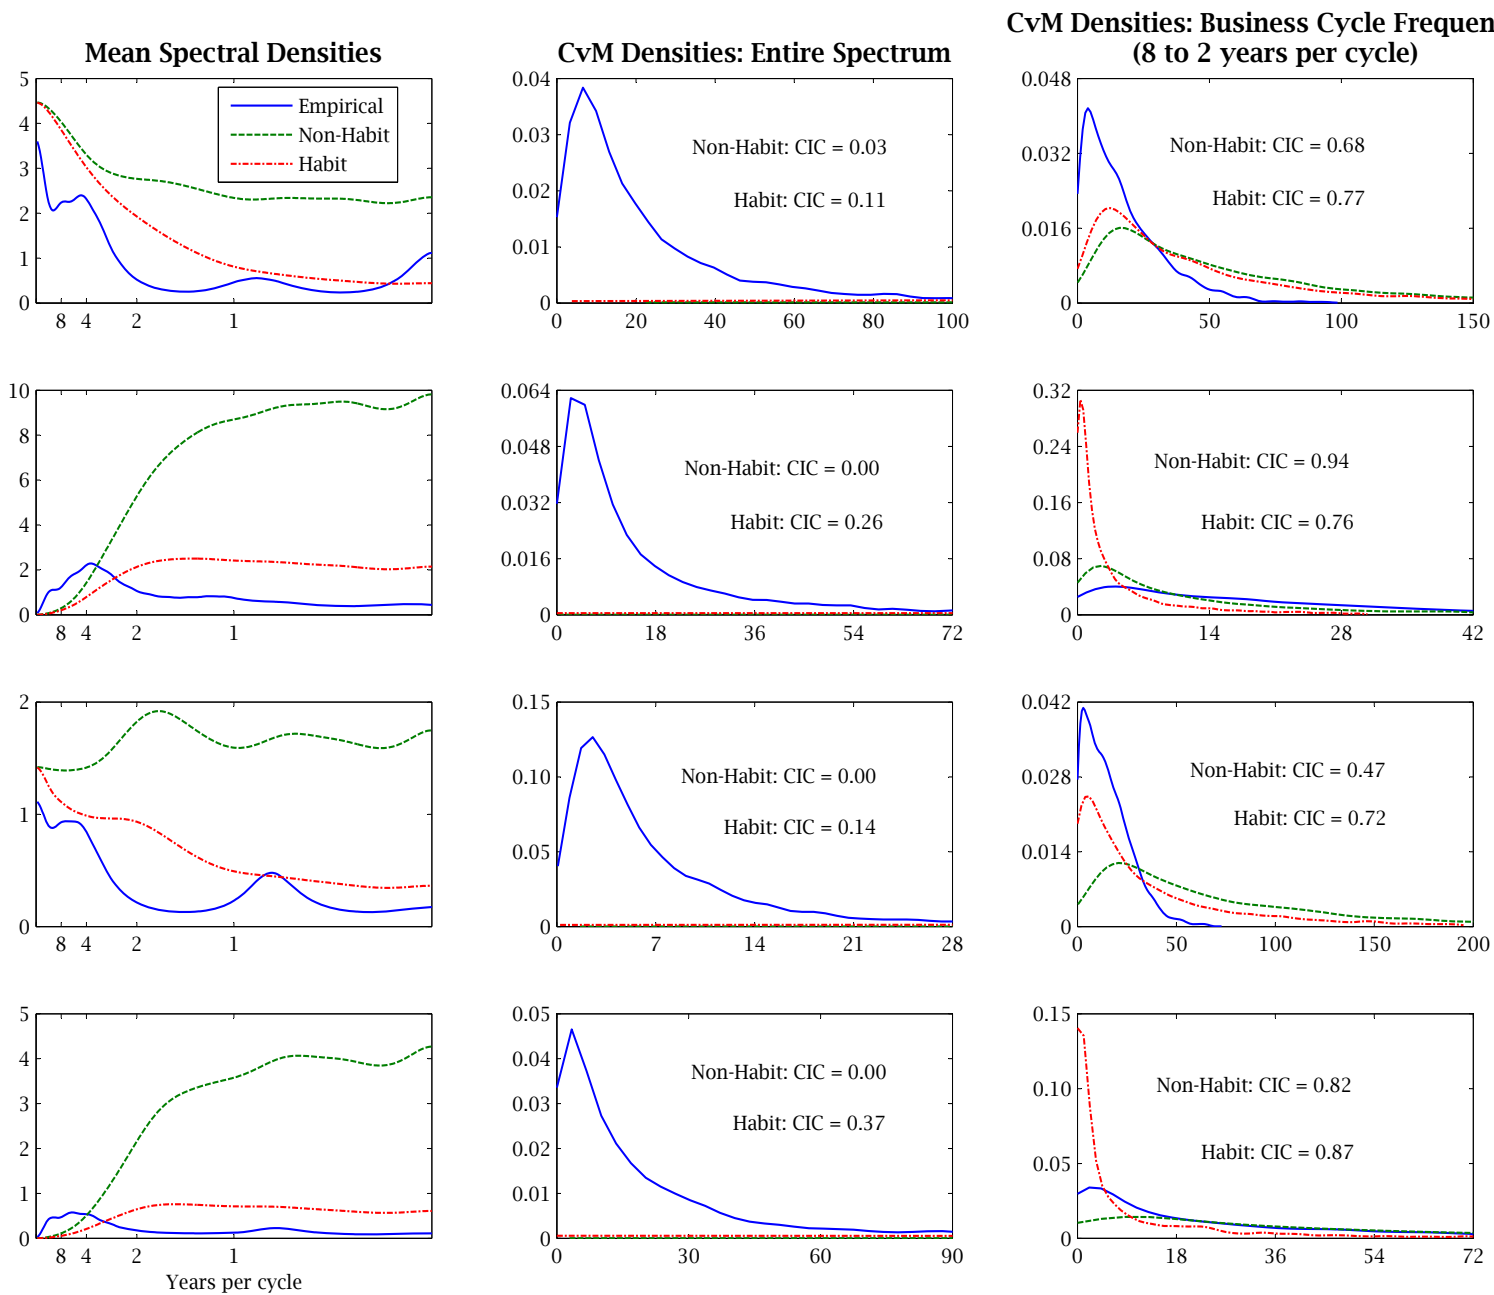 Mean Spectral Densities
CvM Densities: Entire Spectrum
CvM Densities: Business Cycle Frequen
(8 to 2 years per cycle)
5
4
3
2
1
0
8 4 2 1
Empirical
Non-Habit
Habit
0.04
0.03
0.02
0.01
0
0 20 40 60 80 100
Non-Habit: CIC = 0.03
Habit: CIC = 0.11
0.048
0.032
0.016
0
0 50 100 150
Non-Habit: CIC = 0.68
Habit: CIC = 0.77
10
8
6
4
2
0
8 4 2 1
0.064
0.048
0.032
0.016
0
0 18 36 54 72
Non-Habit: CIC = 0.00
Habit: CIC = 0.26
0.32
0.24
0.16
0.08
0
0 14 28 42
Non-Habit: CIC = 0.94
Habit: CIC = 0.76
2
1
0
8 4 2 1
0.15
0.10
0.05
0
0 7 14 21 28
Non-Habit: CIC = 0.00
Habit: CIC = 0.14
0.042
0.028
0.014
0
0 50 100 150 200
Non-Habit: CIC = 0.47
Habit: CIC = 0.72
5
4
3
2
1
0
8 4 2 1
Years per cycle
0.05
0.04
0.03
0.02
0.01
0
0 30 60 90
Non-Habit: CIC = 0.00
Habit: CIC = 0.37
0.15
0.10
0.05
0
0 18 36 54 72
Non-Habit: CIC = 0.82
Habit: CIC = 0.87